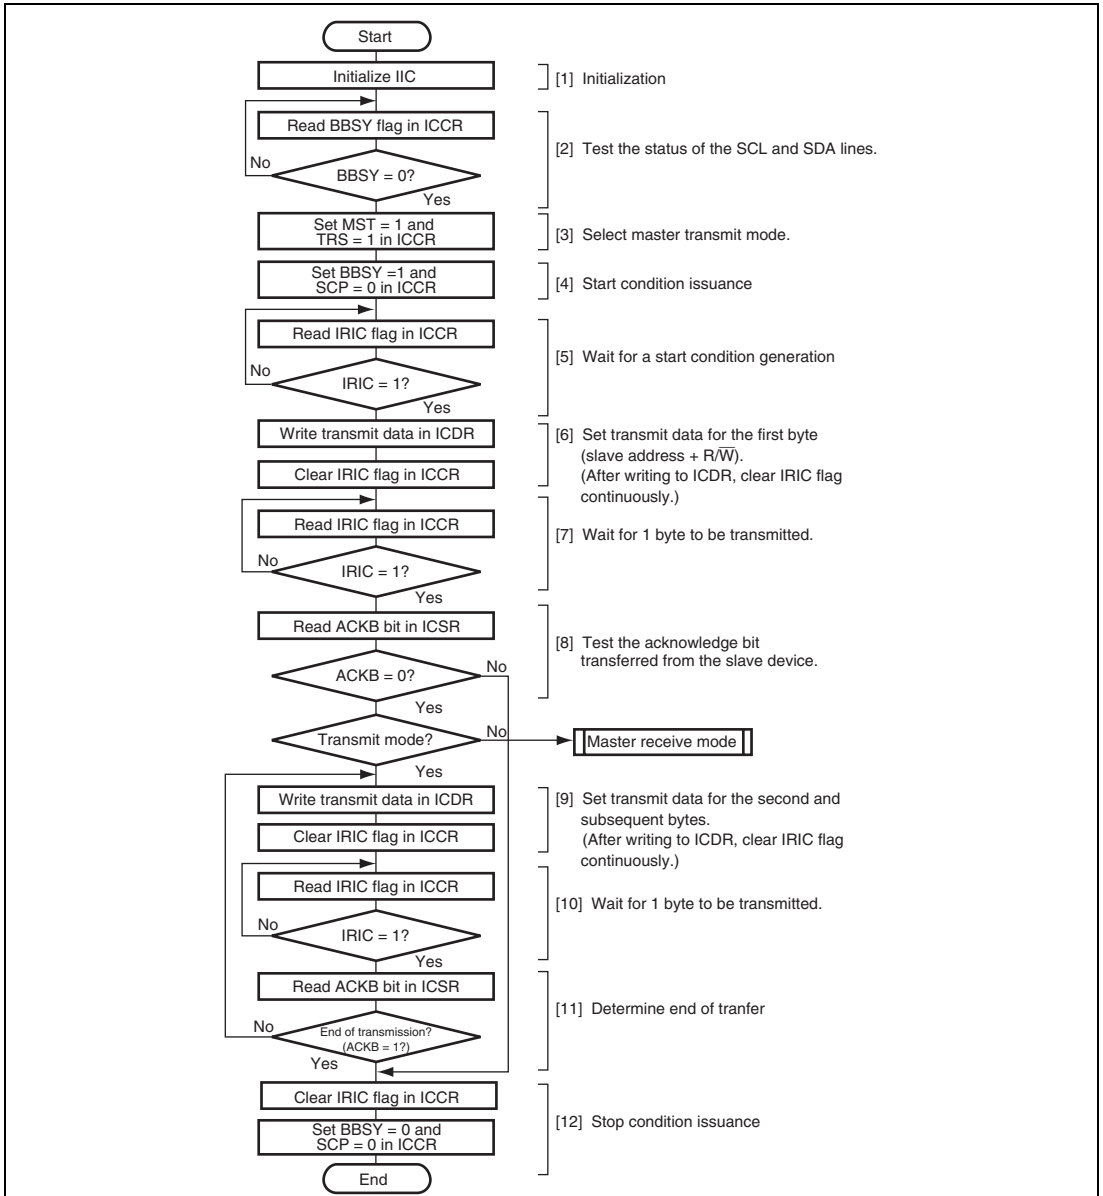 Start
Initialize IIC
[1] Initialization
Read BBSY flag in ICCR
[2] Test the status of the SCL and SDA lines.
No
BBSY = 0?
Yes
Set MST = 1 and
TRS = 1 in ICCR
[3] Select master transmit mode.
Set BBSY =1 and
SCP = 0 in ICCR
[4] Start condition issuance
Read IRIC flag in ICCR
[5] Wait for a start condition generation
No
IRIC = 1?
Yes
Write transmit data in ICDR
[6] Set transmit data for the first byte
(slave address + R/W̅).
(After writing to ICDR, clear IRIC flag
continuously.)
Clear IRIC flag in ICCR
Read IRIC flag in ICCR
[7] Wait for 1 byte to be transmitted.
No
IRIC = 1?
Yes
Read ACKB bit in ICSR
[8] Test the acknowledge bit
transferred from the slave device.
ACKB = 0?
No
Yes
Transmit mode?
No
Master receive mode
Yes
Write transmit data in ICDR
[9] Set transmit data for the second and
subsequent bytes.
(After writing to ICDR, clear IRIC flag
continuously.)
Clear IRIC flag in ICCR
Read IRIC flag in ICCR
[10] Wait for 1 byte to be transmitted.
No
IRIC = 1?
Yes
Read ACKB bit in ICSR
[11] Determine end of tranfer
No
End of transmission?
(ACKB = 1?)
Yes
Clear IRIC flag in ICCR
[12] Stop condition issuance
Set BBSY = 0 and
SCP = 0 in ICCR
End